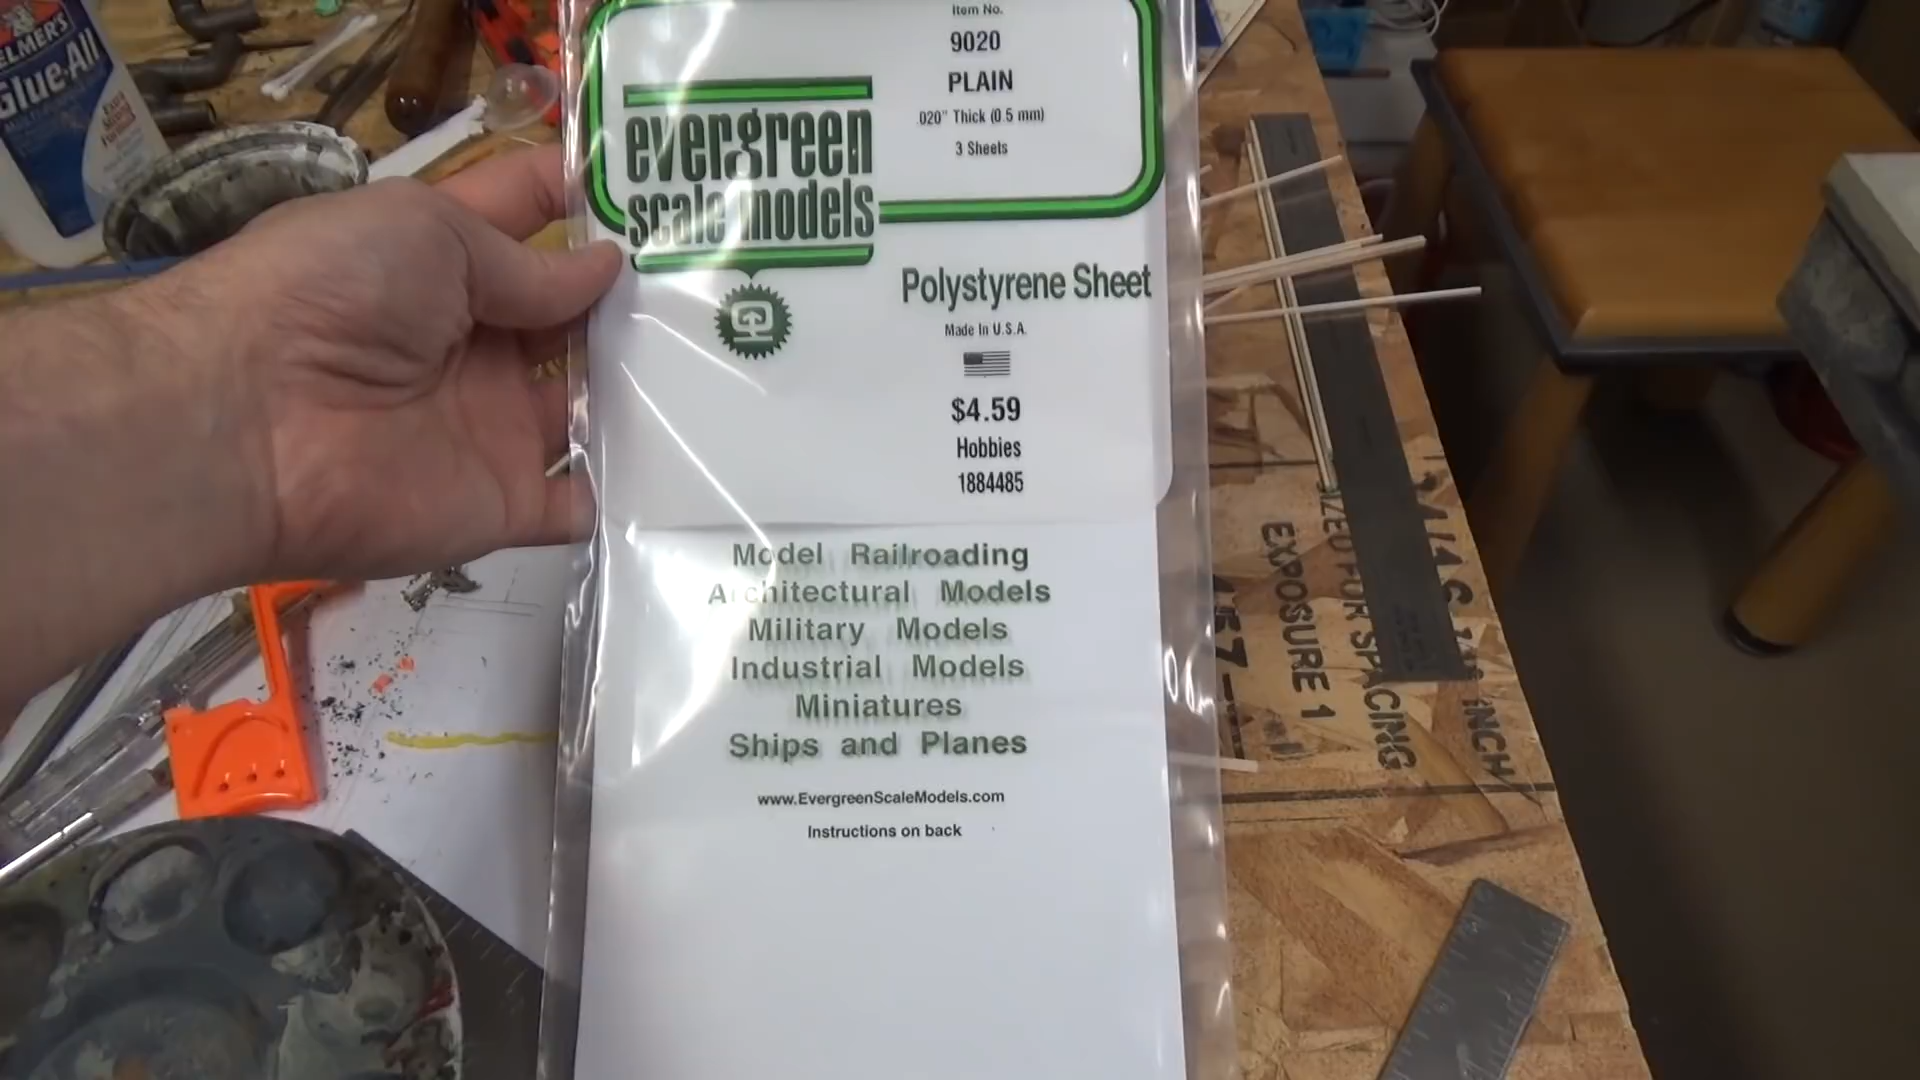 Item No.
9020
PLAIN
.020" Thick (0.5 mm)
3 Sheets
evergreen
scale models
Polystyrene Sheet
Made In U.S.A.
$4.59
Hobbies
1884485
Model Railroading
Architectural Models
Military Models
Industrial Models
Miniatures
Ships and Planes
www.EvergreenScaleModels.com
Instructions on back
ELMER'S
Glue-All
EXPOSURE 1
SIZED FOR SPACING
INCH